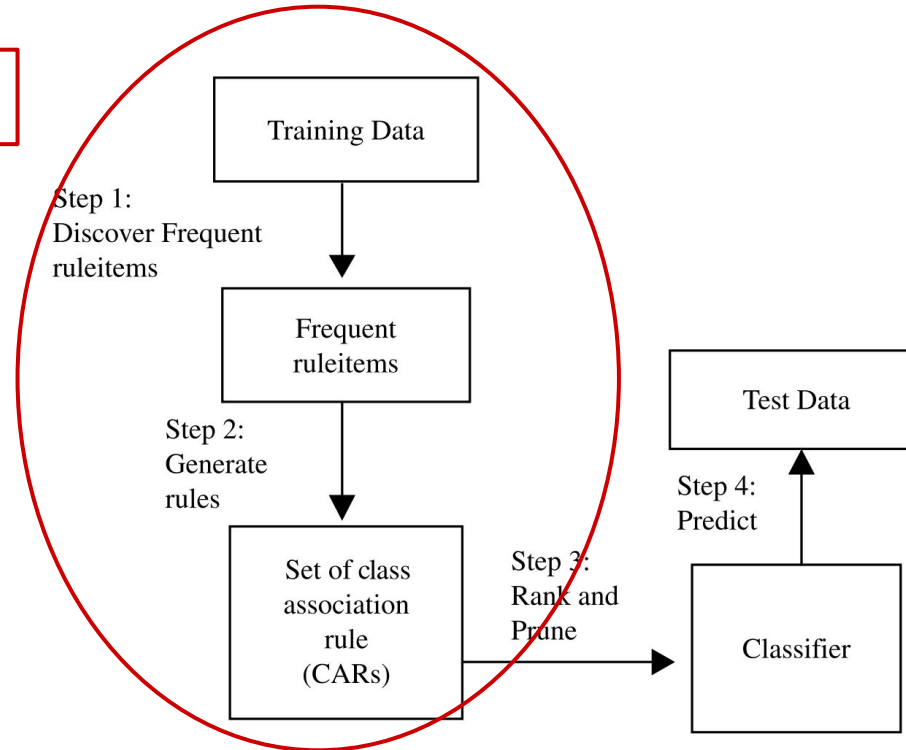 Training Data
Step 1:
Discover Frequent
ruleitems
Frequent
ruleitems
Step 2:
Generate
rules
Set of class
association
rule
(CARs)
Step 3:
Rank and
Prune
Test Data
Step 4:
Predict
Classifier